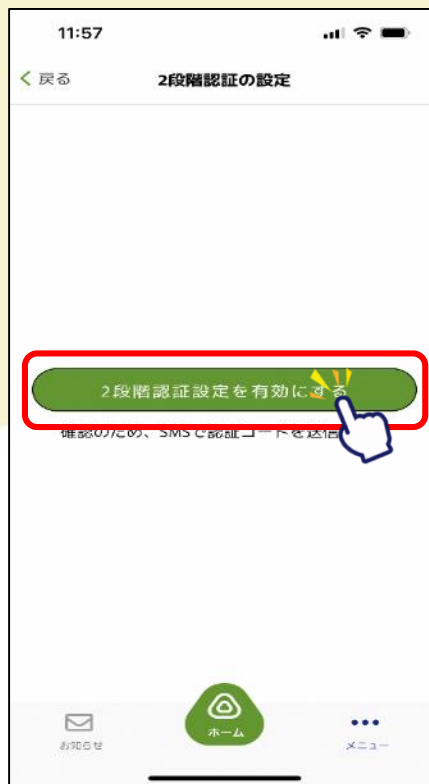 11:57
戻る
2段階認証の設定
2段階認証設定を有効にする
確認のため、SMSで認証コードを送信
お知らせ
ホーム
メニュー